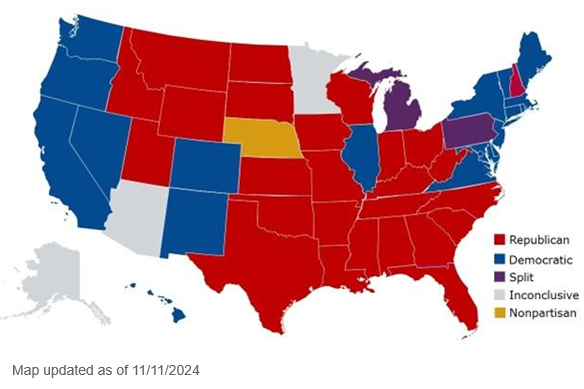 Republican
Democratic
Split
Inconclusive
Nonpartisan
Map updated as of 11/11/2024